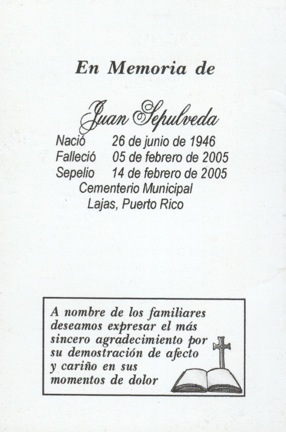 En Memoria de
Juan Sepulveda
Nació 26 de junio de 1946
Falleció 05 de febrero de 2005
Sepelio 14 de febrero de 2005
Cementerio Municipal
Lajas, Puerto Rico
A nombre de los familiares
deseamos expresar el más
sincero agradecimiento por
su demostración de afecto
y cariño en sus
momentos de dolor